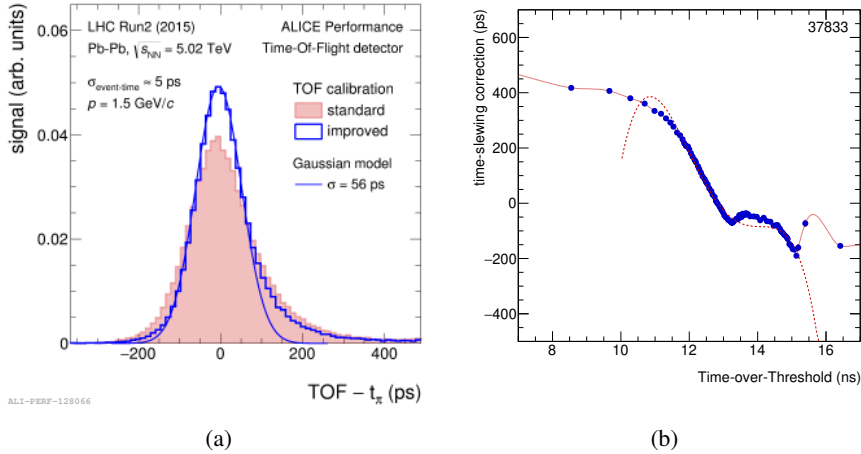 LHC Run2 (2015)
Pb-Pb, √sNN = 5.02 TeV
σevent-time ≈ 5 ps
p = 1.5 GeV/c
ALICE Performance
Time-Of-Flight detector
TOF calibration
standard
improved
Gaussian model
σ = 56 ps
signal (arb. units)
0.06
0.04
0.02
0
−200
0
200
400
TOF − tπ (ps)
ALI-PERF-128066
(a)
37833
time-slewing correction (ps)
600
400
200
0
−200
−400
8
10
12
14
16
Time-over-Threshold (ns)
(b)